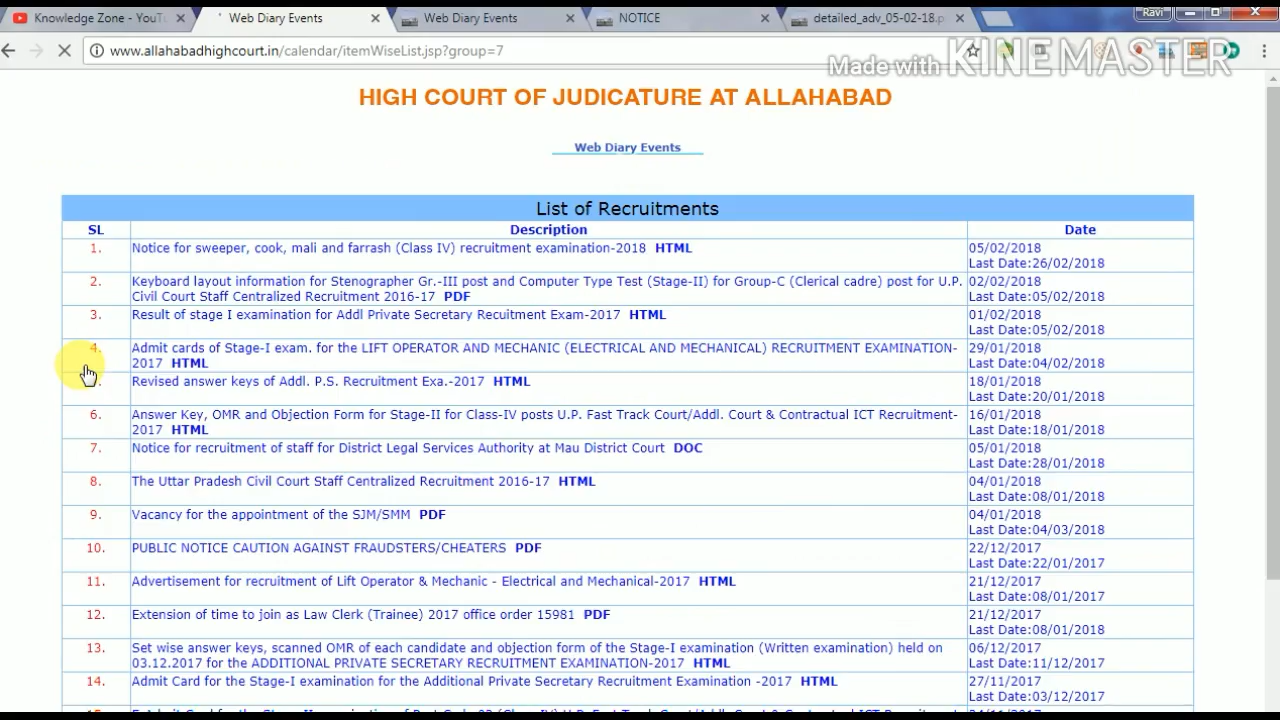 Knowledge Zone - YouT
Web Diary Events
Web Diary Events
NOTICE
detailed_adv_05-02-18.p
Ravi
www.allahabadhighcourt.in/calendar/itemWiseList.jsp?group=7
Made with KINEMASTER
HIGH COURT OF JUDICATURE AT ALLAHABAD
Web Diary Events
List of Recruitments
SL Description Date
1. Notice for sweeper, cook, mali and farrash (Class IV) recruitment examination-2018 HTML 05/02/2018
Last Date:26/02/2018
2. Keyboard layout information for Stenographer Gr.-III post and Computer Type Test (Stage-II) for Group-C (Clerical cadre) post for U.P. 02/02/2018
Civil Court Staff Centralized Recruitment 2016-17 PDF Last Date:05/02/2018
3. Result of stage I examination for Addl Private Secretary Recuitment Exam-2017 HTML 01/02/2018
Last Date:05/02/2018
4. Admit cards of Stage-I exam. for the LIFT OPERATOR AND MECHANIC (ELECTRICAL AND MECHANICAL) RECRUITMENT EXAMINATION- 29/01/2018
2017 HTML Last Date:04/02/2018
Revised answer keys of Addl. P.S. Recruitment Exa.-2017 HTML 18/01/2018
Last Date:20/01/2018
6. Answer Key, OMR and Objection Form for Stage-II for Class-IV posts U.P. Fast Track Court/Addl. Court & Contractual ICT Recruitment- 16/01/2018
2017 HTML Last Date:18/01/2018
7. Notice for recruitment of staff for District Legal Services Authority at Mau District Court DOC 05/01/2018
Last Date:28/01/2018
8. The Uttar Pradesh Civil Court Staff Centralized Recruitment 2016-17 HTML 04/01/2018
Last Date:08/01/2018
9. Vacancy for the appointment of the SJM/SMM PDF 04/01/2018
Last Date:04/03/2018
10. PUBLIC NOTICE CAUTION AGAINST FRAUDSTERS/CHEATERS PDF 22/12/2017
Last Date:22/01/2017
11. Advertisement for recruitment of Lift Operator & Mechanic - Electrical and Mechanical-2017 HTML 21/12/2017
Last Date:08/01/2017
12. Extension of time to join as Law Clerk (Trainee) 2017 office order 15981 PDF 21/12/2017
Last Date:08/01/2018
13. Set wise answer keys, scanned OMR of each candidate and objection form of the Stage-I examination (Written examination) held on 06/12/2017
03.12.2017 for the ADDITIONAL PRIVATE SECRETARY RECRUITMENT EXAMINATION-2017 HTML Last Date:11/12/2017
14. Admit Card for the Stage-I examination for the Additional Private Secretary Recruitment Examination -2017 HTML 27/11/2017
Last Date:03/12/2017